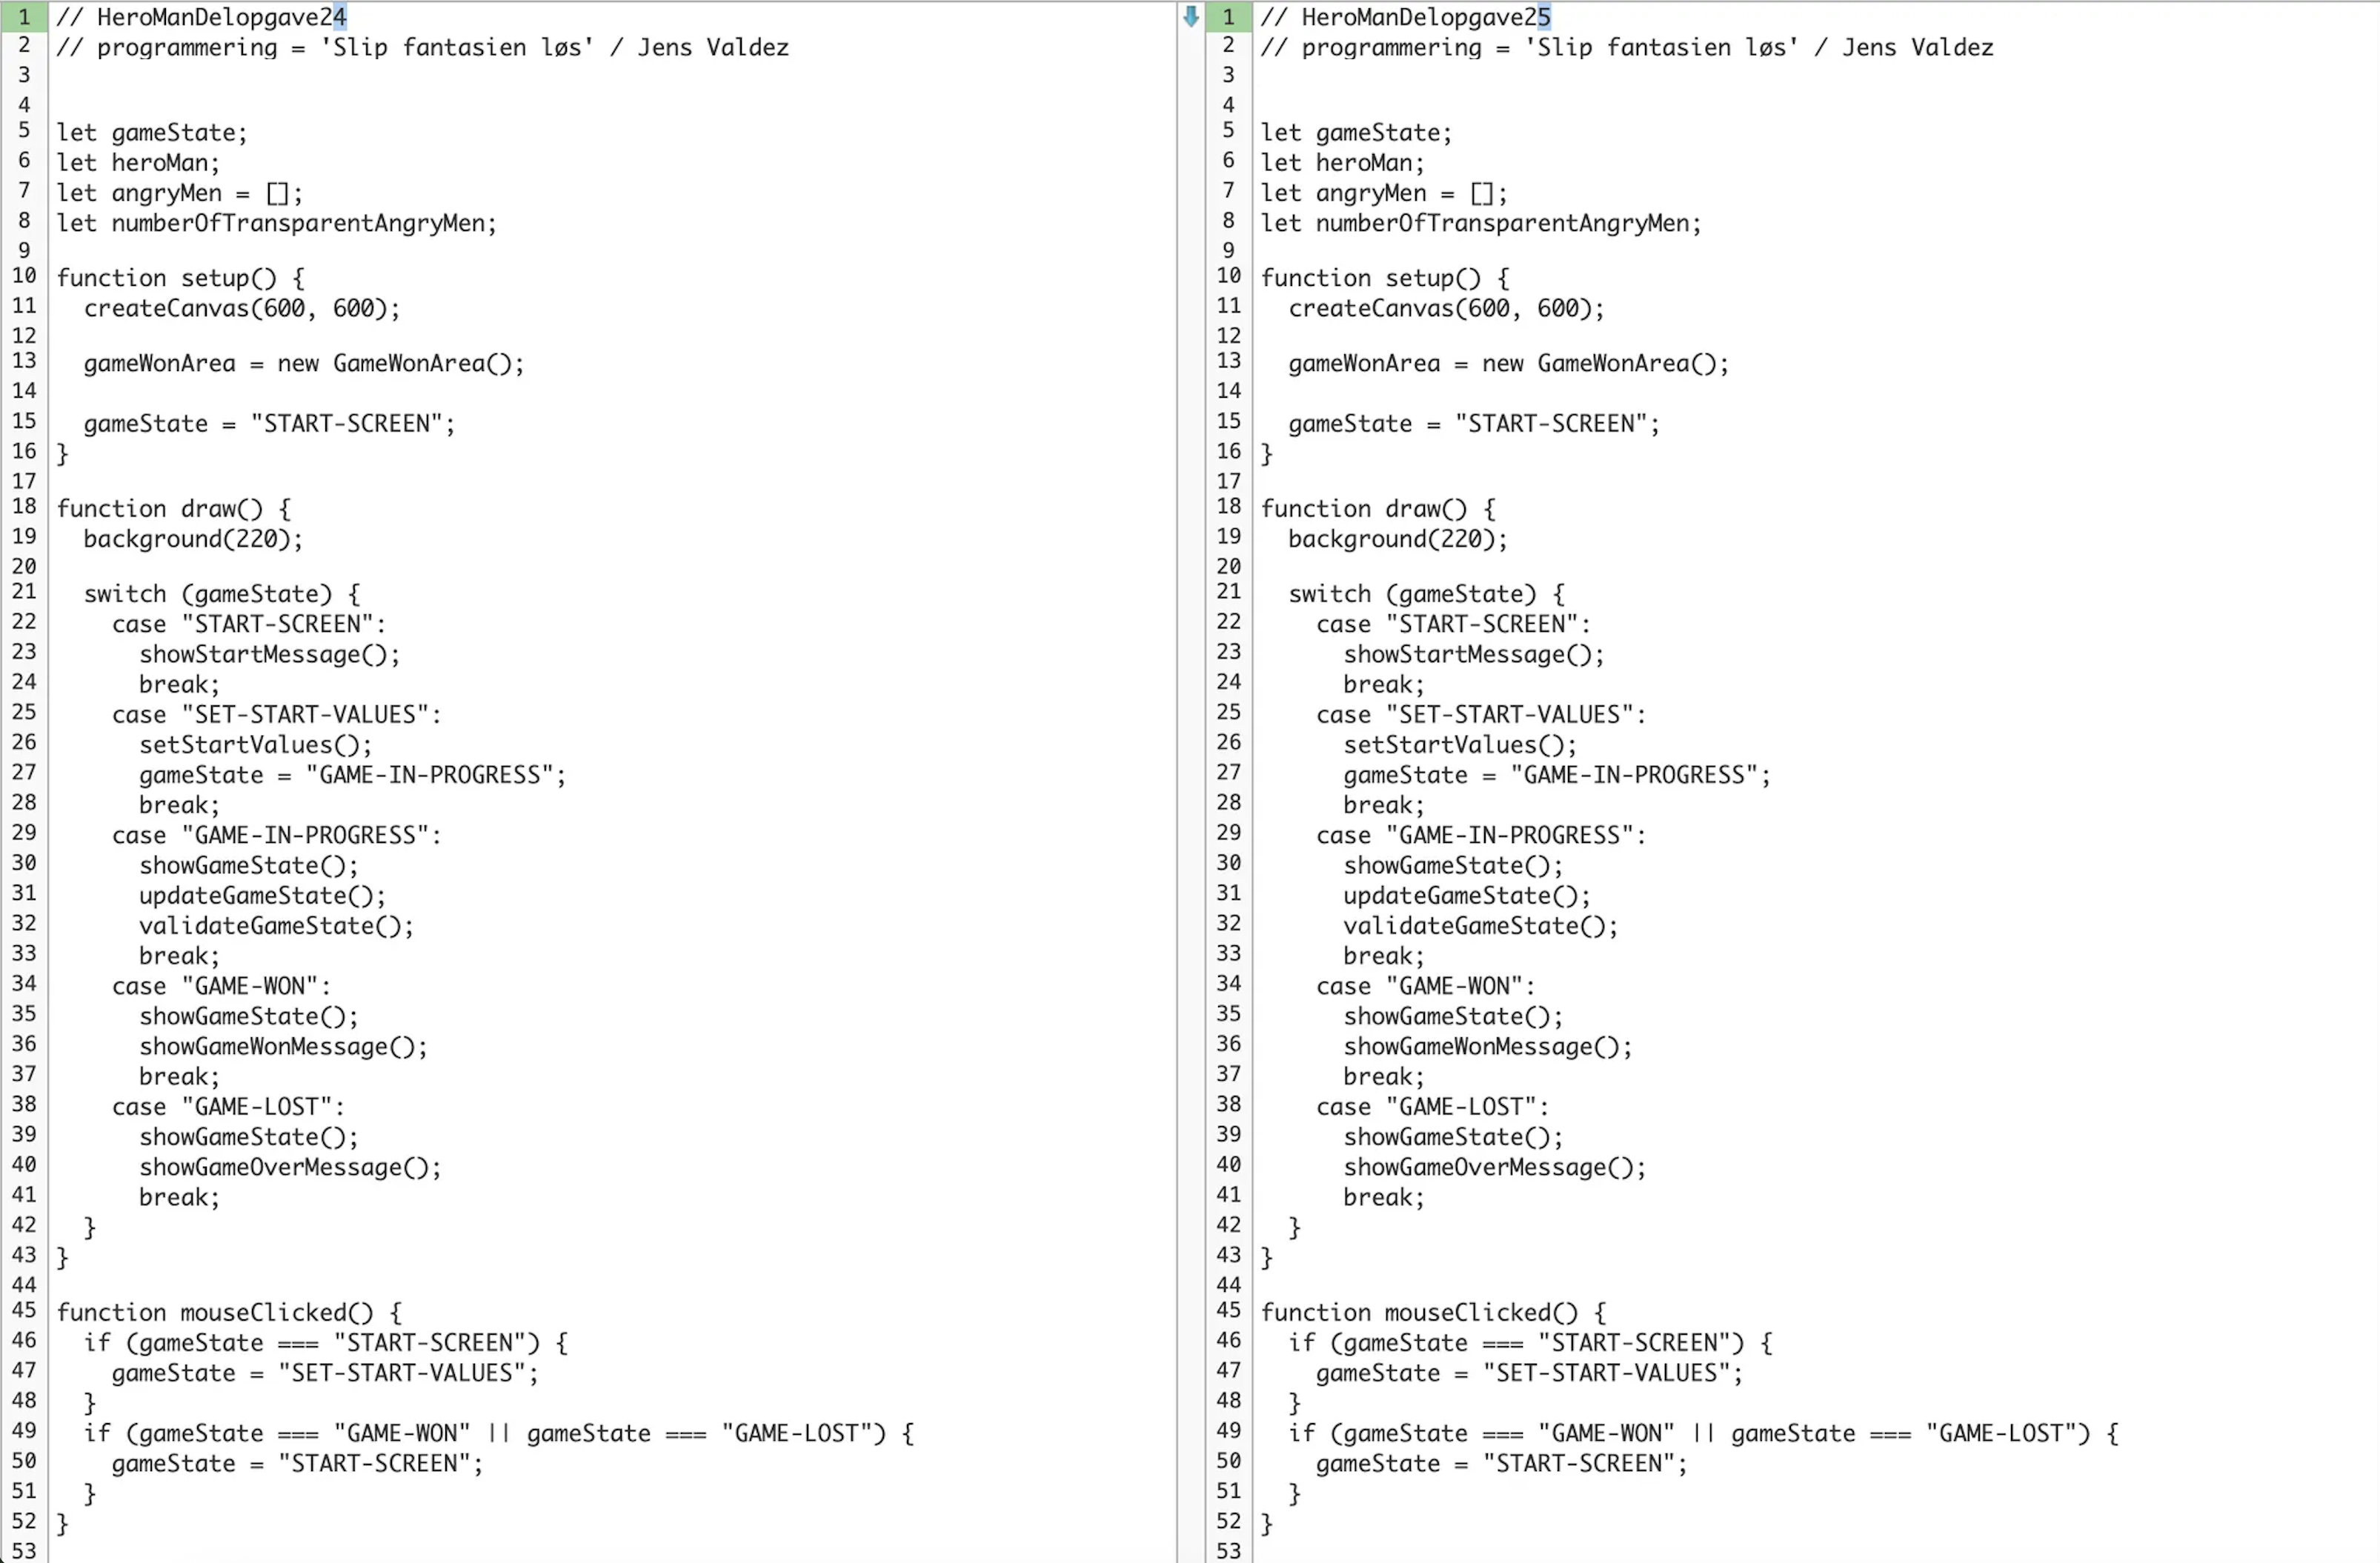 1 // HeroManDelopgave24
2 // programmering = 'Slip fantasien løs' / Jens Valdez
3
4
5 let gameState;
6 let heroMan;
7 let angryMen = [];
8 let numberOfTransparentAngryMen;
9
10 function setup() {
11   createCanvas(600, 600);
12
13   gameWonArea = new GameWonArea();
14
15   gameState = "START-SCREEN";
16 }
17
18 function draw() {
19   background(220);
20
21   switch (gameState) {
22     case "START-SCREEN":
23       showStartMessage();
24       break;
25     case "SET-START-VALUES":
26       setStartValues();
27       gameState = "GAME-IN-PROGRESS";
28       break;
29     case "GAME-IN-PROGRESS":
30       showGameState();
31       updateGameState();
32       validateGameState();
33       break;
34     case "GAME-WON":
35       showGameState();
36       showGameWonMessage();
37       break;
38     case "GAME-LOST":
39       showGameState();
40       showGameOverMessage();
41       break;
42   }
43 }
44
45 function mouseClicked() {
46   if (gameState === "START-SCREEN") {
47     gameState = "SET-START-VALUES";
48   }
49   if (gameState === "GAME-WON" || gameState === "GAME-LOST") {
50     gameState = "START-SCREEN";
51   }
52 }
53
1 // HeroManDelopgave25
2 // programmering = 'Slip fantasien løs' / Jens Valdez
3
4
5 let gameState;
6 let heroMan;
7 let angryMen = [];
8 let numberOfTransparentAngryMen;
9
10 function setup() {
11   createCanvas(600, 600);
12
13   gameWonArea = new GameWonArea();
14
15   gameState = "START-SCREEN";
16 }
17
18 function draw() {
19   background(220);
20
21   switch (gameState) {
22     case "START-SCREEN":
23       showStartMessage();
24       break;
25     case "SET-START-VALUES":
26       setStartValues();
27       gameState = "GAME-IN-PROGRESS";
28       break;
29     case "GAME-IN-PROGRESS":
30       showGameState();
31       updateGameState();
32       validateGameState();
33       break;
34     case "GAME-WON":
35       showGameState();
36       showGameWonMessage();
37       break;
38     case "GAME-LOST":
39       showGameState();
40       showGameOverMessage();
41       break;
42   }
43 }
44
45 function mouseClicked() {
46   if (gameState === "START-SCREEN") {
47     gameState = "SET-START-VALUES";
48   }
49   if (gameState === "GAME-WON" || gameState === "GAME-LOST") {
50     gameState = "START-SCREEN";
51   }
52 }
53